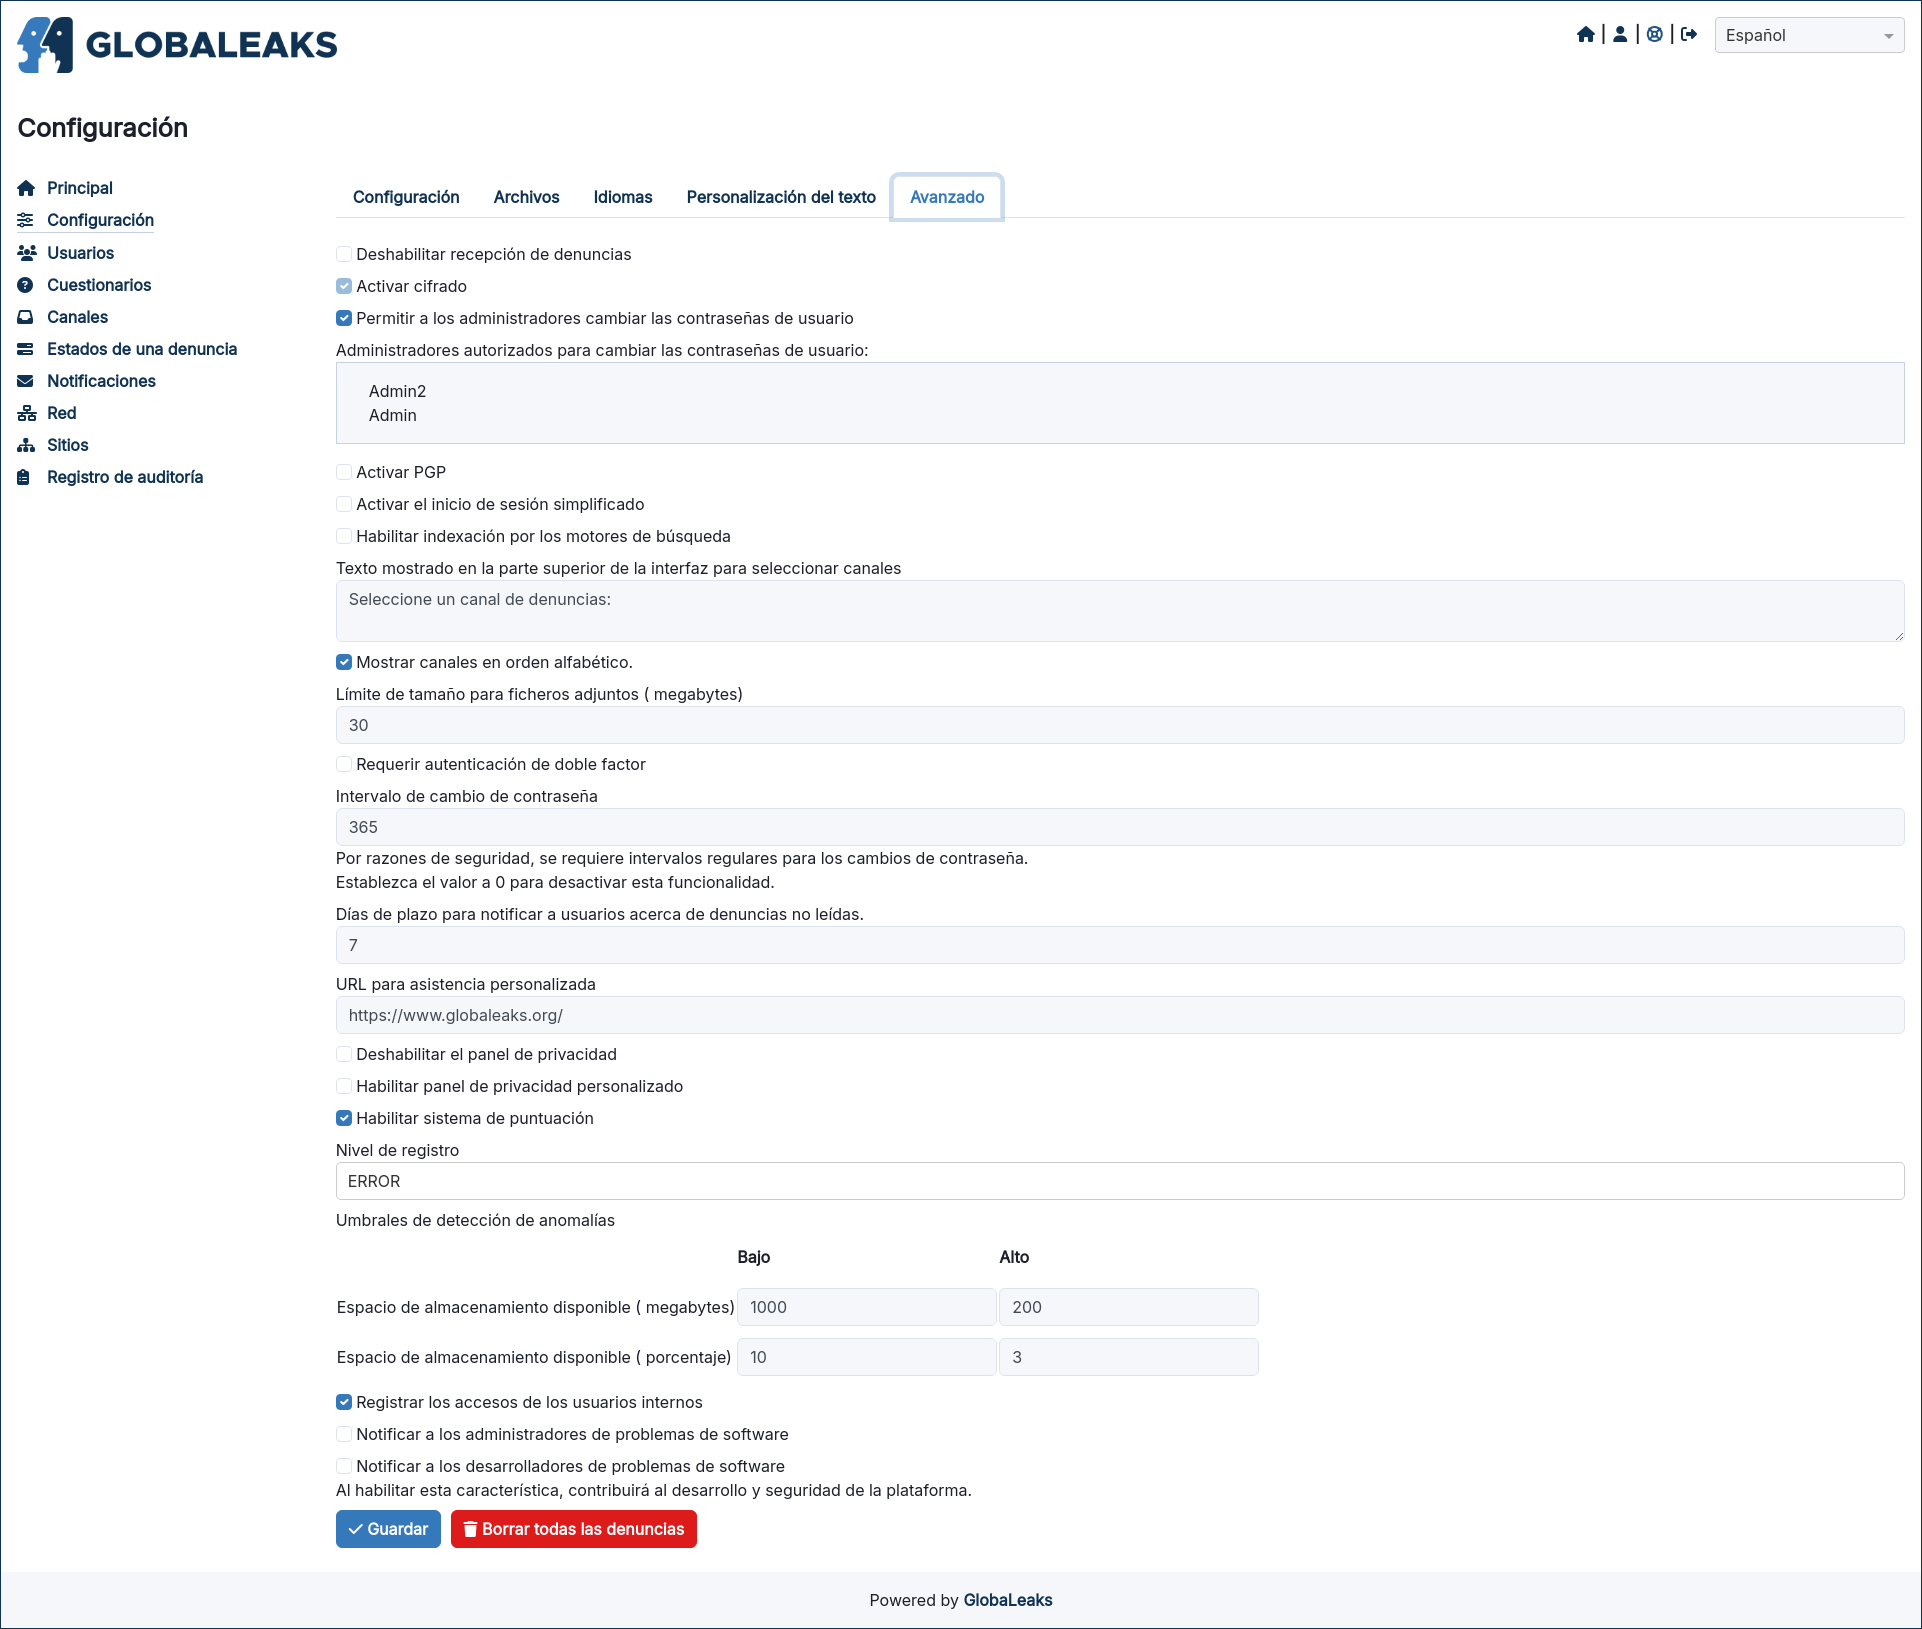 GLOBALEAKS
Español
Configuración
Principal
Configuración
Usuarios
Cuestionarios
Canales
Estados de una denuncia
Notificaciones
Red
Sitios
Registro de auditoría
Configuración Archivos Idiomas Personalización del texto Avanzado
Deshabilitar recepción de denuncias
Activar cifrado
Permitir a los administradores cambiar las contraseñas de usuario
Administradores autorizados para cambiar las contraseñas de usuario:
Admin2
Admin
Activar PGP
Activar el inicio de sesión simplificado
Habilitar indexación por los motores de búsqueda
Texto mostrado en la parte superior de la interfaz para seleccionar canales
Seleccione un canal de denuncias:
Mostrar canales en orden alfabético.
Límite de tamaño para ficheros adjuntos ( megabytes)
30
Requerir autenticación de doble factor
Intervalo de cambio de contraseña
365
Por razones de seguridad, se requiere intervalos regulares para los cambios de contraseña.
Establezca el valor a 0 para desactivar esta funcionalidad.
Días de plazo para notificar a usuarios acerca de denuncias no leídas.
7
URL para asistencia personalizada
https://www.globaleaks.org/
Deshabilitar el panel de privacidad
Habilitar panel de privacidad personalizado
Habilitar sistema de puntuación
Nivel de registro
ERROR
Umbrales de detección de anomalías
Bajo Alto
Espacio de almacenamiento disponible ( megabytes) 1000 200
Espacio de almacenamiento disponible ( porcentaje) 10 3
Registrar los accesos de los usuarios internos
Notificar a los administradores de problemas de software
Notificar a los desarrolladores de problemas de software
Al habilitar esta característica, contribuirá al desarrollo y seguridad de la plataforma.
Guardar Borrar todas las denuncias
Powered by GlobaLeaks